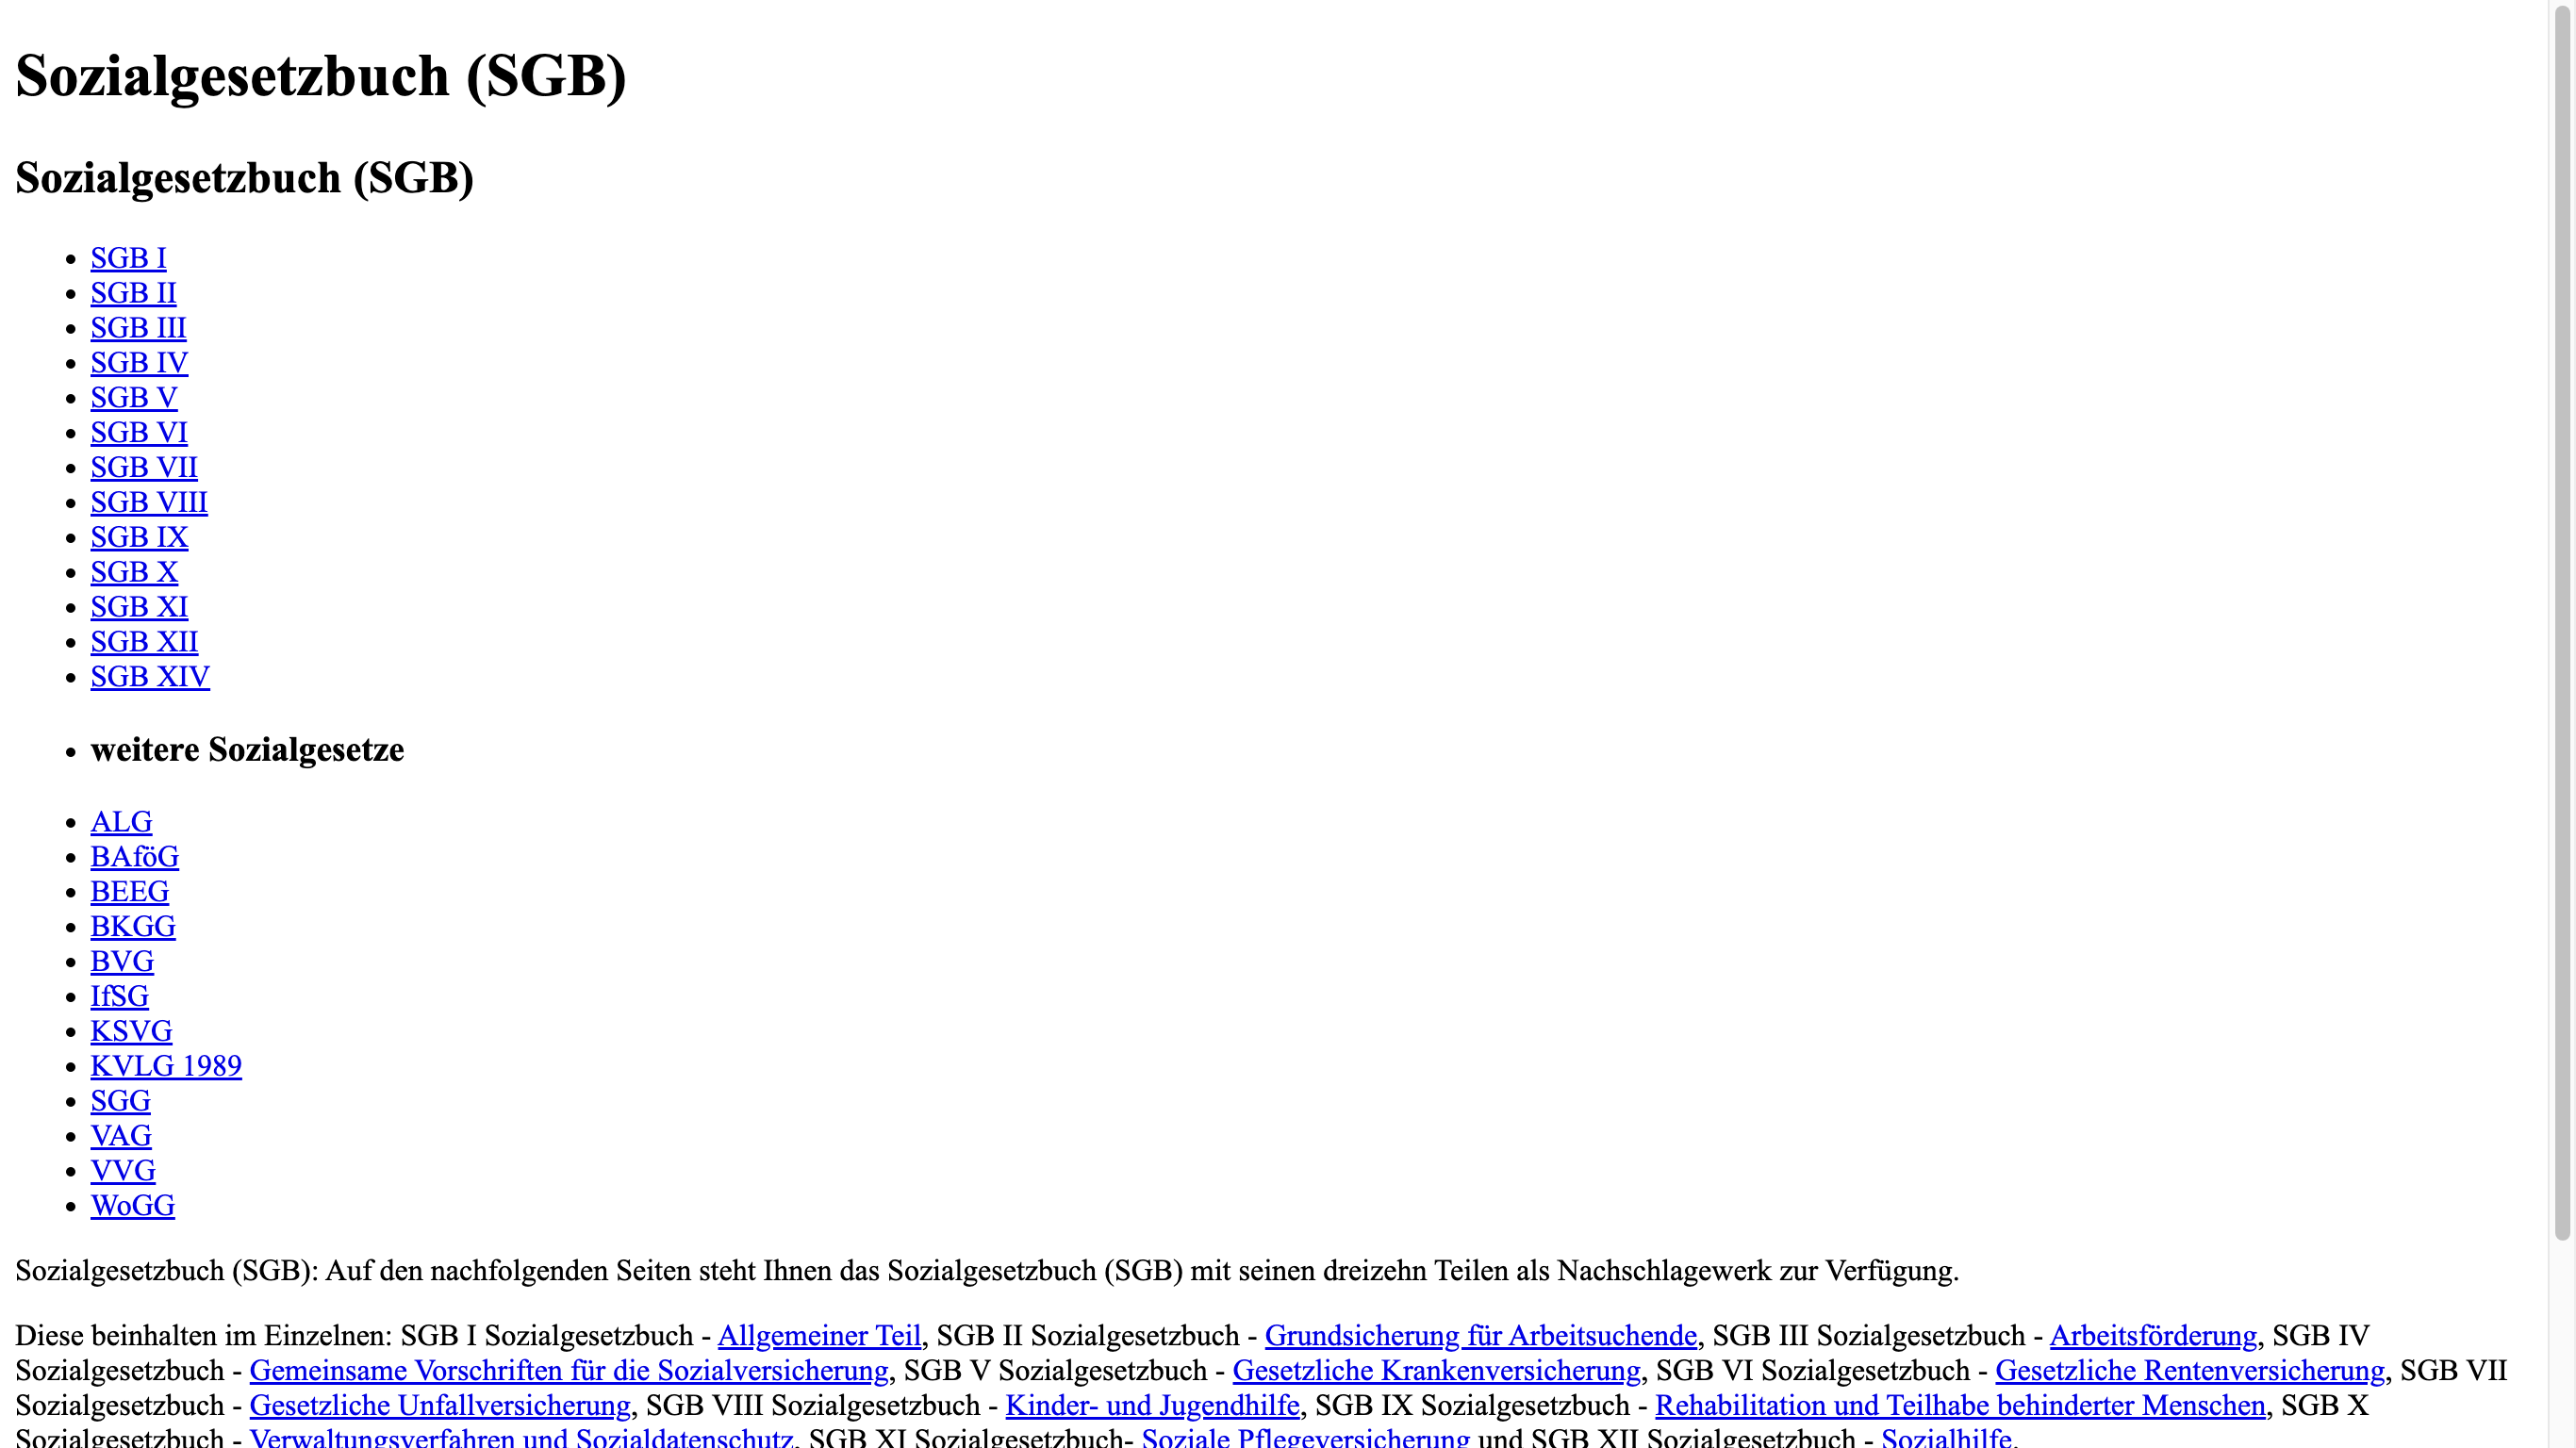 Sozialgesetzbuch (SGB)
Sozialgesetzbuch (SGB)
SGB I
SGB II
SGB III
SGB IV
SGB V
SGB VI
SGB VII
SGB VIII
SGB IX
SGB X
SGB XI
SGB XII
SGB XIV
weitere Sozialgesetze
ALG
BAföG
BEEG
BKGG
BVG
IfSG
KSVG
KVLG 1989
SGG
VAG
VVG
WoGG
Sozialgesetzbuch (SGB): Auf den nachfolgenden Seiten steht Ihnen das Sozialgesetzbuch (SGB) mit seinen dreizehn Teilen als Nachschlagewerk zur Verfügung.
Diese beinhalten im Einzelnen: SGB I Sozialgesetzbuch - Allgemeiner Teil, SGB II Sozialgesetzbuch - Grundsicherung für Arbeitsuchende, SGB III Sozialgesetzbuch - Arbeitsförderung, SGB IV
Sozialgesetzbuch - Gemeinsame Vorschriften für die Sozialversicherung, SGB V Sozialgesetzbuch - Gesetzliche Krankenversicherung, SGB VI Sozialgesetzbuch - Gesetzliche Rentenversicherung, SGB VII
Sozialgesetzbuch - Gesetzliche Unfallversicherung, SGB VIII Sozialgesetzbuch - Kinder- und Jugendhilfe, SGB IX Sozialgesetzbuch - Rehabilitation und Teilhabe behinderter Menschen, SGB X
Sozialgesetzbuch - Verwaltungsverfahren und Sozialdatenschutz, SGB XI Sozialgesetzbuch- Soziale Pflegeversicherung und SGB XII Sozialgesetzbuch - Sozialhilfe.